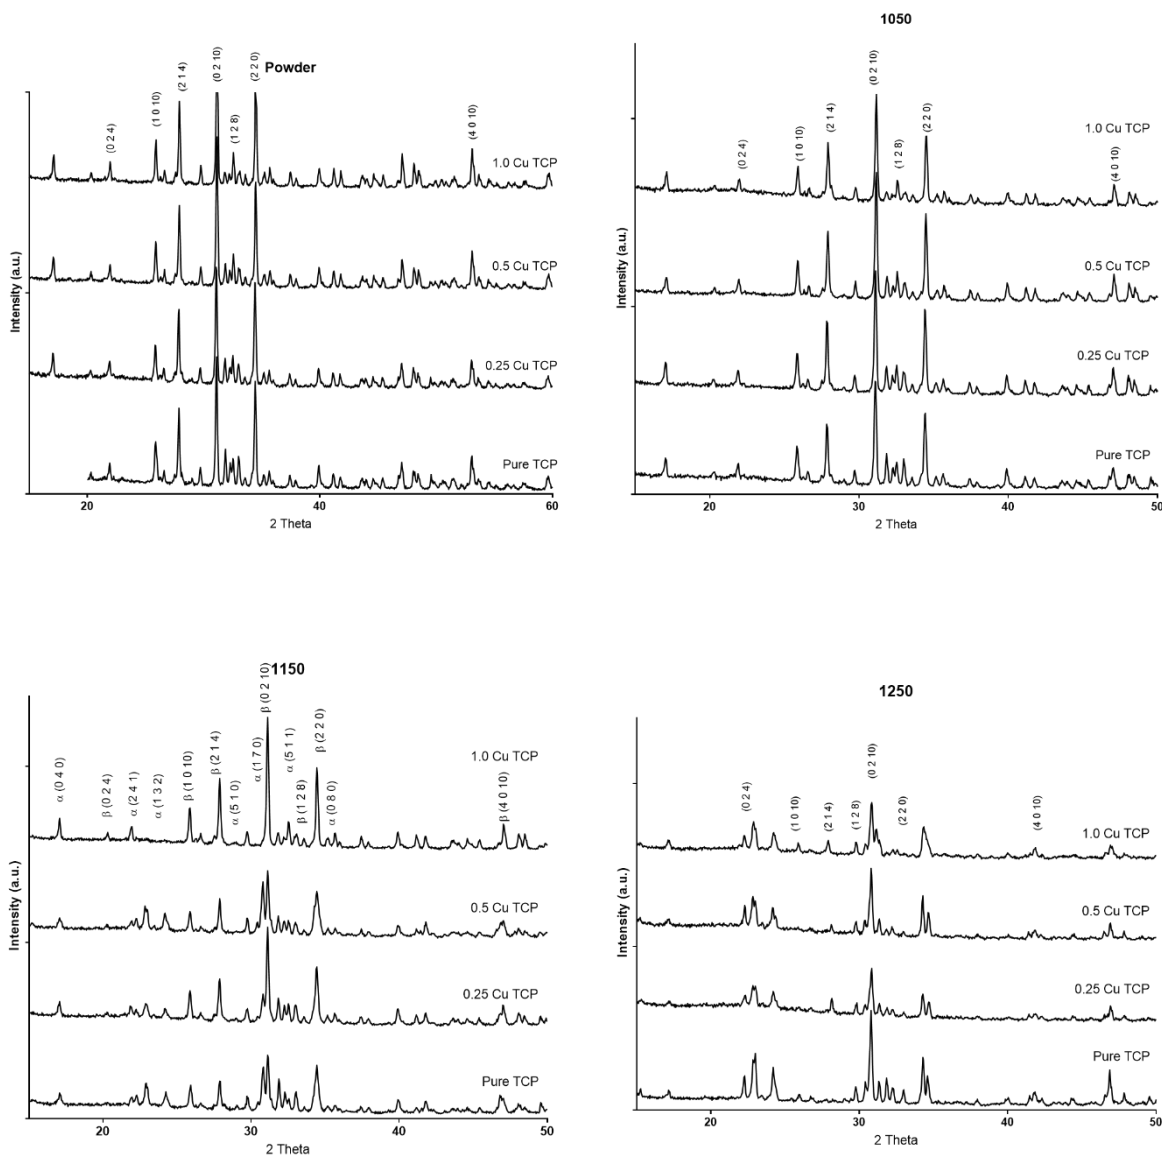 Powder
(0 2 4)
(1 0 10)
(2 1 4)
(0 2 10)
(1 2 8)
(2 2 0)
(4 0 10)
1.0 Cu TCP
0.5 Cu TCP
0.25 Cu TCP
Pure TCP
Intensity (a.u.)
20 40 60
2 Theta
1050
(0 2 4)
(1 0 10)
(2 1 4)
(0 2 10)
(1 2 8)
(2 2 0)
(4 0 10)
1.0 Cu TCP
0.5 Cu TCP
0.25 Cu TCP
Pure TCP
Intensity (a.u.)
20 30 40 50
2 Theta
1150
α (0 4 0)
β (0 2 4)
α (2 4 1)
α (1 3 2)
β (1 0 10)
β (2 1 4)
α (5 1 0)
α (1 7 0)
β (0 2 10)
α (5 1 1)
β (1 2 8)
β (2 2 0)
α (0 8 0)
β (4 0 10)
1.0 Cu TCP
0.5 Cu TCP
0.25 Cu TCP
Pure TCP
Intensity (a.u.)
20 30 40 50
2 Theta
1250
(0 2 4)
(1 0 10)
(2 1 4)
(1 2 8)
(0 2 10)
(2 2 0)
(4 0 10)
1.0 Cu TCP
0.5 Cu TCP
0.25 Cu TCP
Pure TCP
Intensity (a.u.)
20 30 40 50
2 Theta